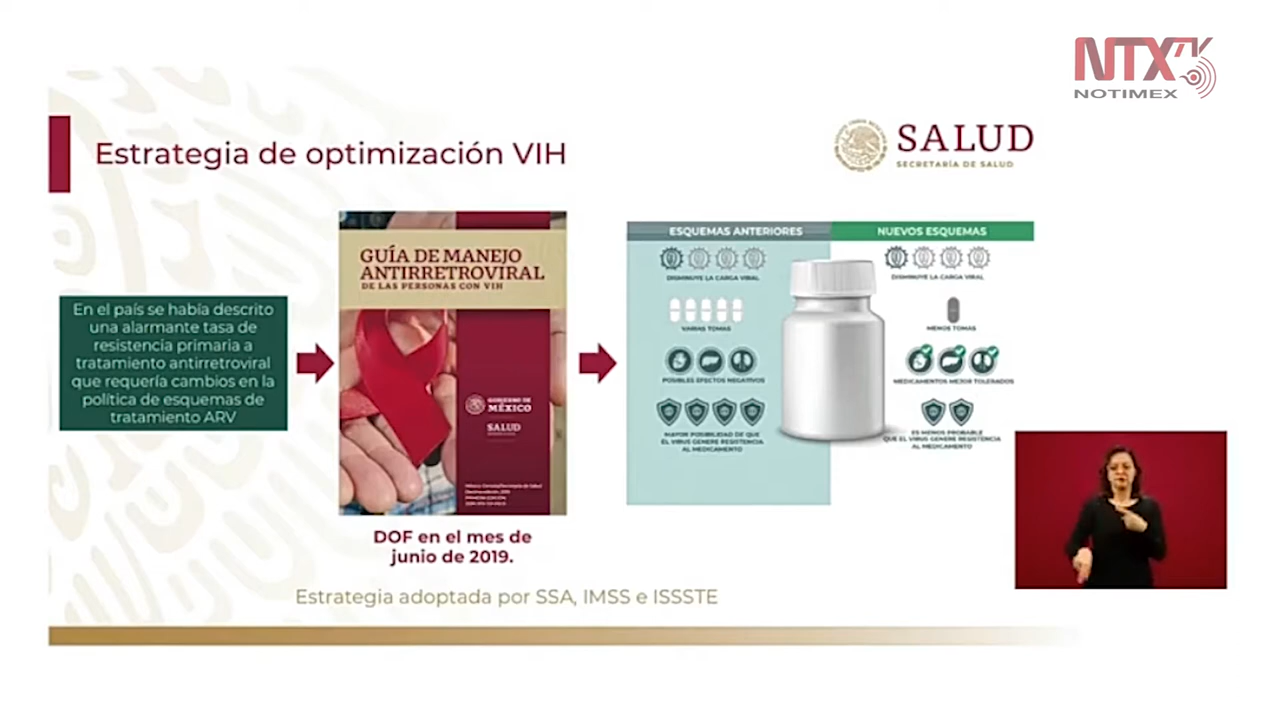 NTX TV
NOTIMEX
Estrategia de optimización VIH
SALUD
SECRETARÍA DE SALUD
En el país se había descrito
una alarmante tasa de
resistencia primaria a
tratamiento antirretroviral
que requería cambios en la
política de esquemas de
tratamiento ARV
GUÍA DE MANEJO
ANTIRRETROVIRAL
DE LAS PERSONAS CON VIH
GOBIERNO DE
MÉXICO
SALUD
DOF en el mes de
junio de 2019.
ESQUEMAS ANTERIORES
DISMINUYE LA CARGA VIRAL
VARIAS TOMAS
POSIBLES EFECTOS NEGATIVOS
MAYOR POSIBILIDAD DE QUE
EL VIRUS GENERE RESISTENCIA
AL MEDICAMENTO
NUEVOS ESQUEMAS
DISMINUYE LA CARGA VIRAL
MENOS TOMAS
MEDICAMENTOS MEJOR TOLERADOS
ES MENOS PROBABLE
QUE EL VIRUS GENERE RESISTENCIA
AL MEDICAMENTO
Estrategia adoptada por SSA, IMSS e ISSSTE